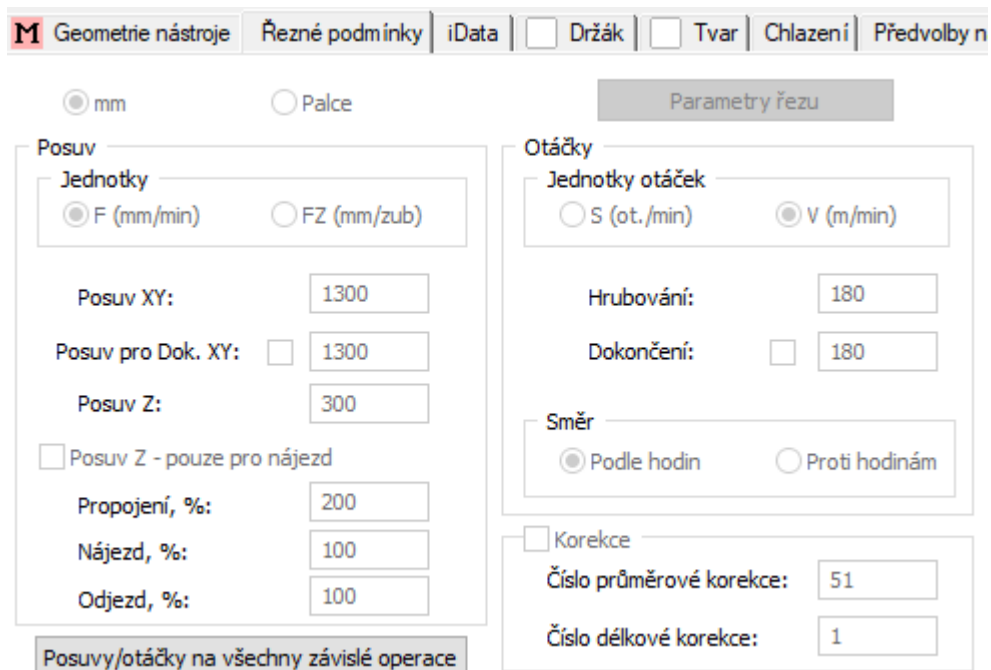 M Geometrie nástroje Řezné podmínky iData Držák Tvar Chlazení Předvolby n
mm Palce Parametry řezu
Posuv
Jednotky
F (mm/min) FZ (mm/zub)
Posuv XY: 1300
Posuv pro Dok. XY: 1300
Posuv Z: 300
Posuv Z - pouze pro nájezd
Propojení, %: 200
Nájezd, %: 100
Odjezd, %: 100
Posuvy/otáčky na všechny závislé operace
Otáčky
Jednotky otáček
S (ot./min) V (m/min)
Hrubování: 180
Dokončení: 180
Směr
Podle hodin Proti hodinám
Korekce
Číslo průměrové korekce: 51
Číslo délkové korekce: 1